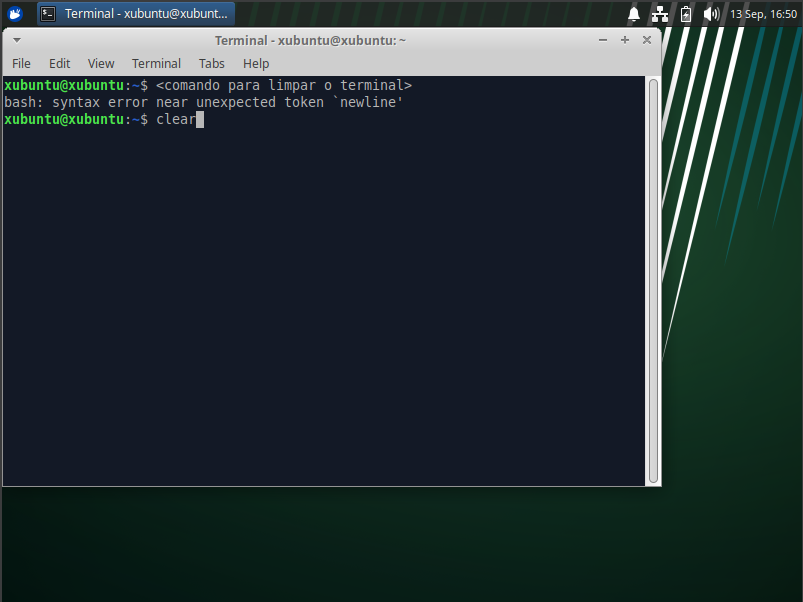 Terminal - xubuntu@xubunt...
13 Sep, 16:50
Terminal - xubuntu@xubuntu: ~
File Edit View Terminal Tabs Help
xubuntu@xubuntu:~$ <comando para limpar o terminal>
bash: syntax error near unexpected token `newline'
xubuntu@xubuntu:~$ clear